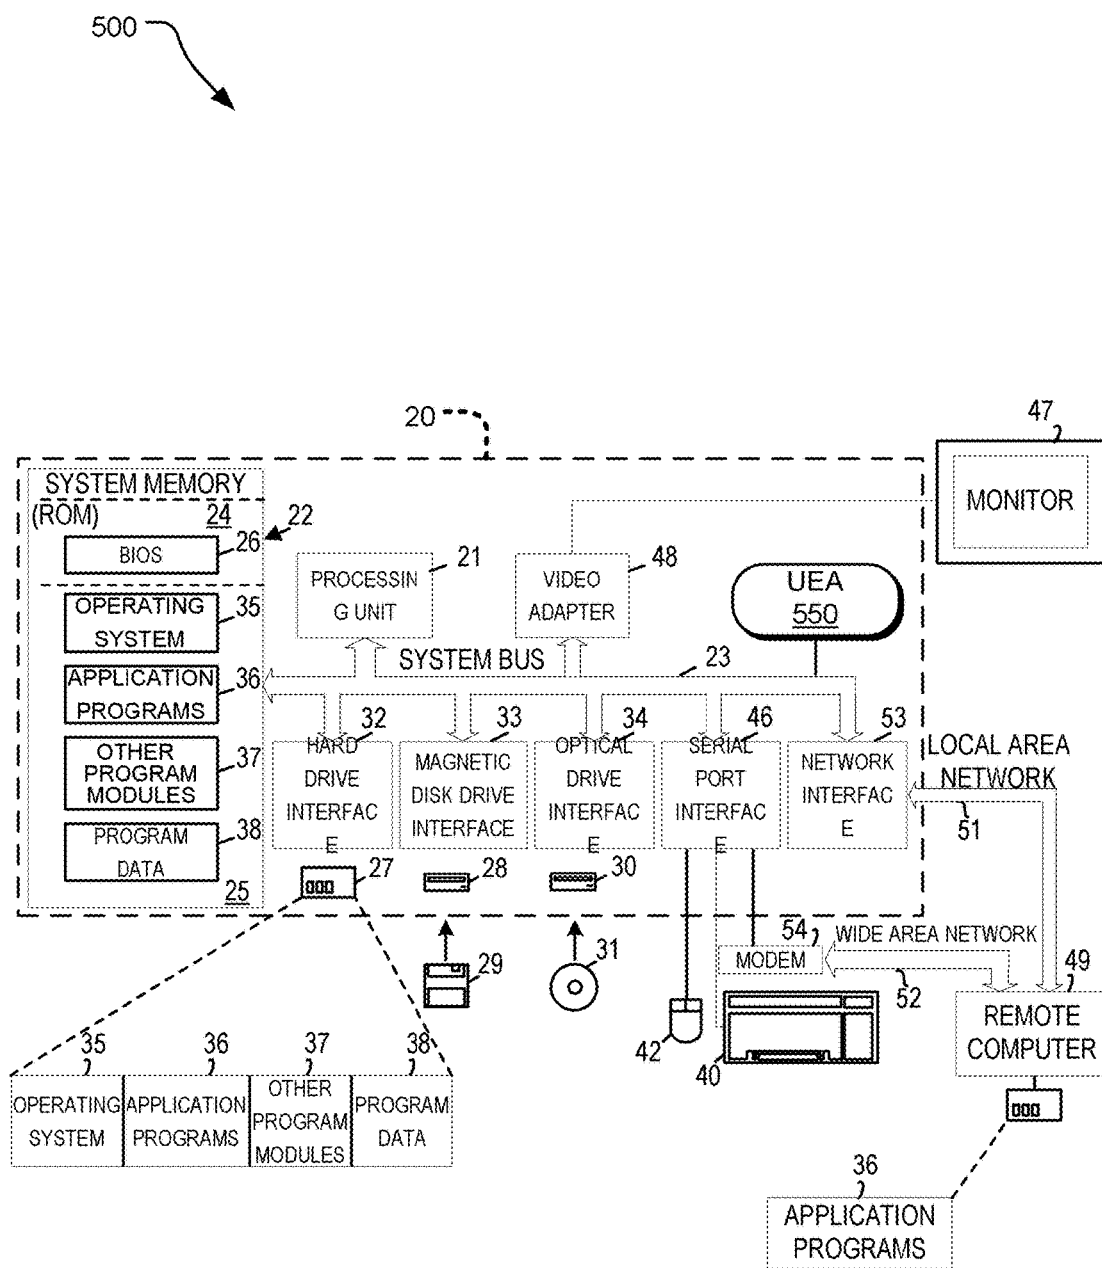 500
20
47
SYSTEM MEMORY
(ROM)
24
22
BIOS
26
MONITOR
21
48
PROCESSIN
G UNIT
VIDEO
ADAPTER
UEA
550
OPERATING
SYSTEM
35
SYSTEM BUS
23
APPLICATION
PROGRAMS
36
32
33
34
46
53
OTHER
PROGRAM
MODULES
37
HARD
DRIVE
INTERFAC
E
MAGNETIC
DISK DRIVE
INTERFACE
OPTICAL
DRIVE
INTERFAC
E
SERIAL
PORT
INTERFAC
E
NETWORK
INTERFAC
E
LOCAL AREA
NETWORK
51
PROGRAM
DATA
38
25
27
28
30
54
MODEM
WIDE AREA NETWORK
52
29
31
49
REMOTE
COMPUTER
42
40
35
36
37
38
OPERATING
SYSTEM
APPLICATION
PROGRAMS
OTHER
PROGRAM
MODULES
PROGRAM
DATA
36
APPLICATION
PROGRAMS